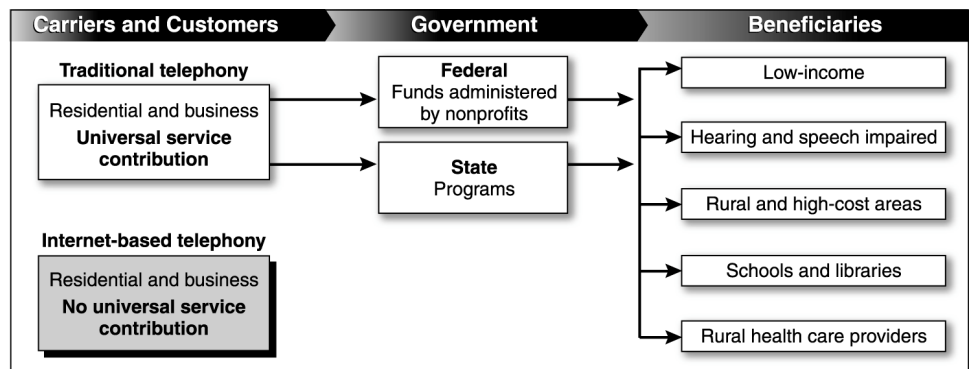 Carriers and Customers
Government
Beneficiaries
Traditional telephony
Residential and business
Universal service
contribution
Internet-based telephony
Residential and business
No universal service
contribution
Federal
Funds administered
by nonprofits
State
Programs
Low-income
Hearing and speech impaired
Rural and high-cost areas
Schools and libraries
Rural health care providers